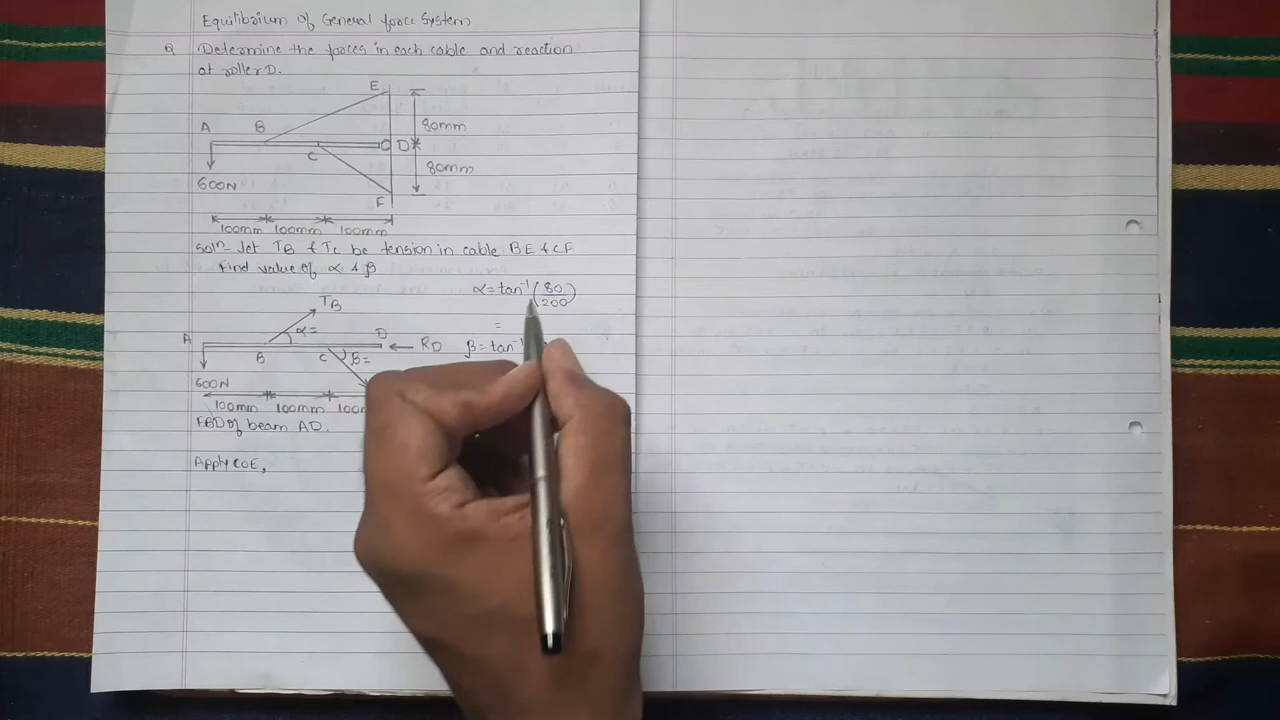 Equilibrium of General force System
Q Determine the forces in each cable and reaction
at roller D.
E
A B 80mm
D
C
80mm
600N
F
100mm 100mm 100mm
Soln- Let TB & TC be tension in cable BE & CF
Find value of α & β
α = tan-1 (80/200)
TB
=
α=
A D
RD β = tan-1
B C β=
600N
100mm 100mm
FBD of beam AD.
Apply COE,